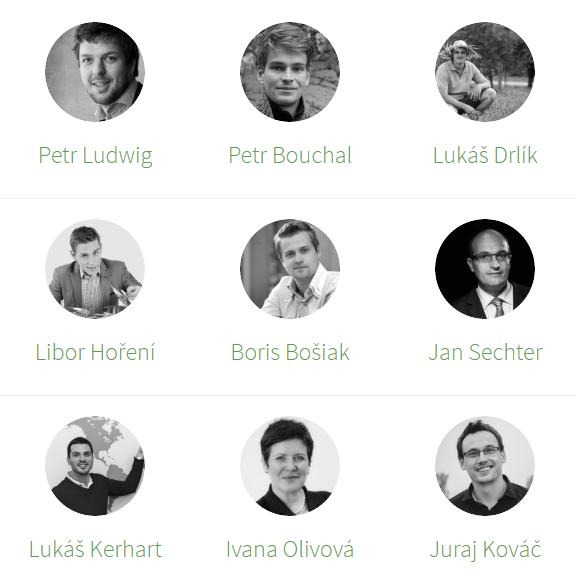 Petr Ludwig
Petr Bouchal
Lukáš Drlík
Libor Hoření
Boris Bošiak
Jan Sechter
Lukáš Kerhart
Ivana Olivová
Juraj Kováč